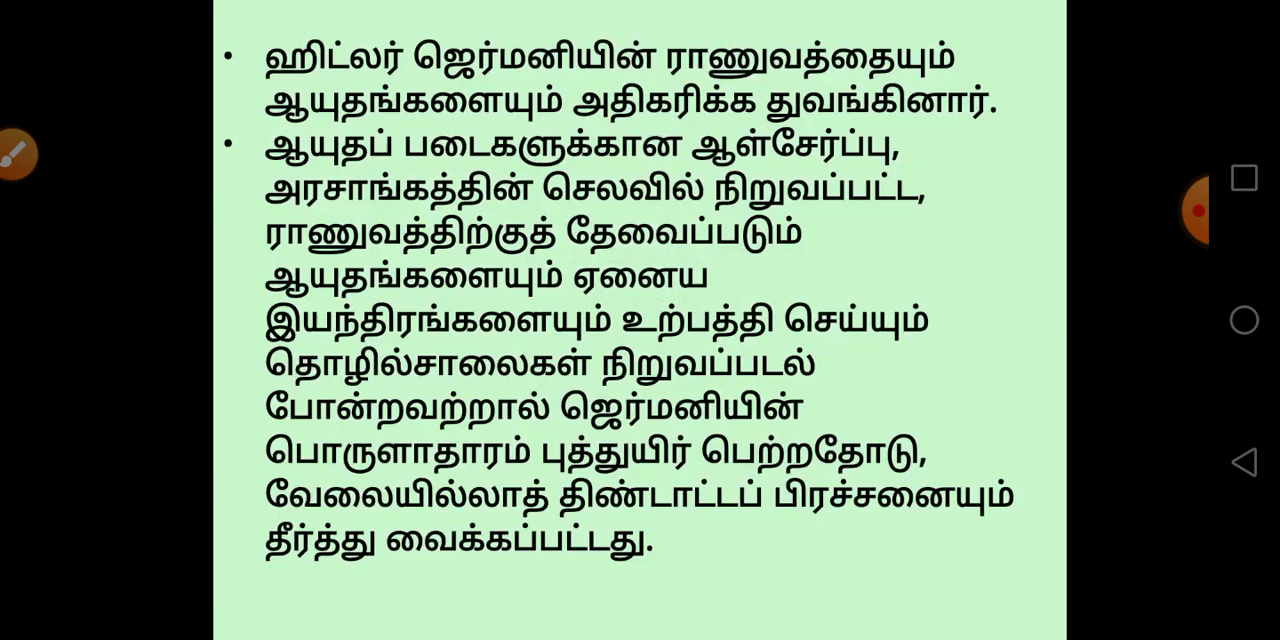 • ஹிட்லர் ஜெர்மனியின் ராணுவத்தையும்
ஆயுதங்களையும் அதிகரிக்க துவங்கினார்.
• ஆயுதப் படைகளுக்கான ஆள்சேர்ப்பு,
அரசாங்கத்தின் செலவில் நிறுவப்பட்ட,
ராணுவத்திற்குத் தேவைப்படும்
ஆயுதங்களையும் ஏனைய
இயந்திரங்களையும் உற்பத்தி செய்யும்
தொழில்சாலைகள் நிறுவப்படல்
போன்றவற்றால் ஜெர்மனியின்
பொருளாதாரம் புத்துயிர் பெற்றதோடு,
வேலையில்லாத் திண்டாட்டப் பிரச்சனையும்
தீர்த்து வைக்கப்பட்டது.